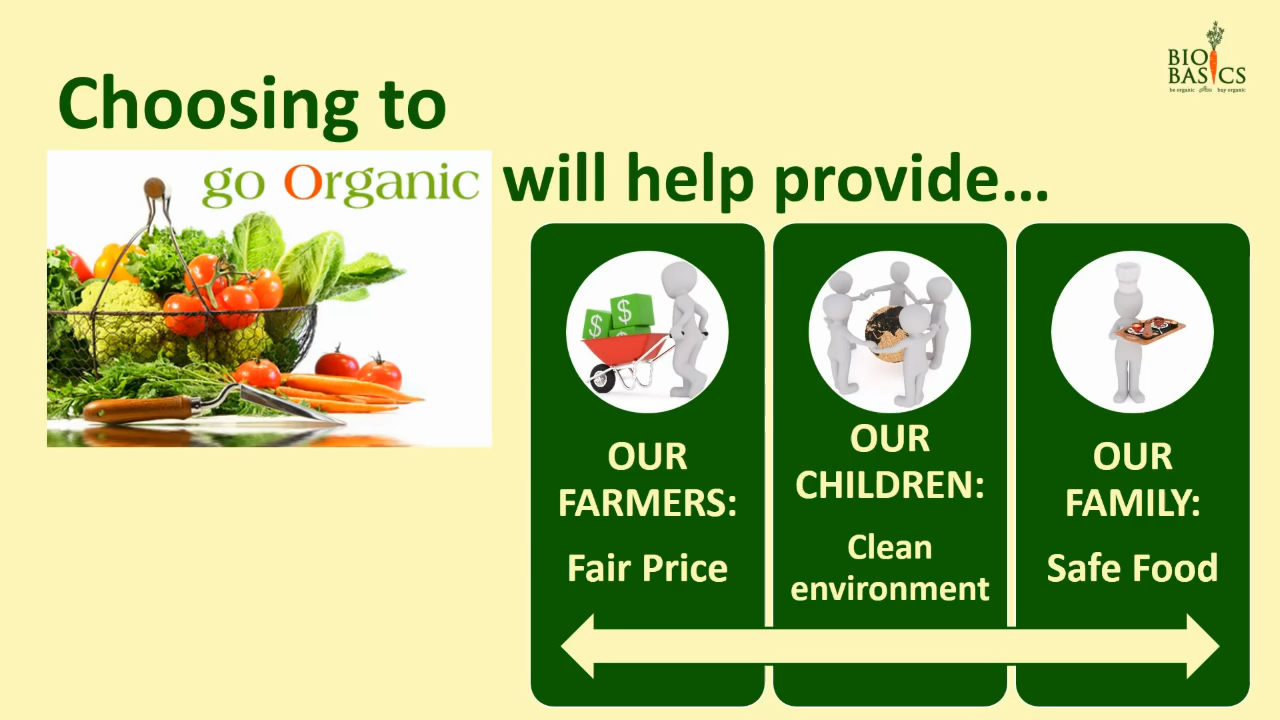 BIO
BASICS
be organic buy organic
Choosing to
go Organic will help provide...
$ $
OUR
FARMERS:
Fair Price
OUR
CHILDREN:
Clean
environment
OUR
FAMILY:
Safe Food